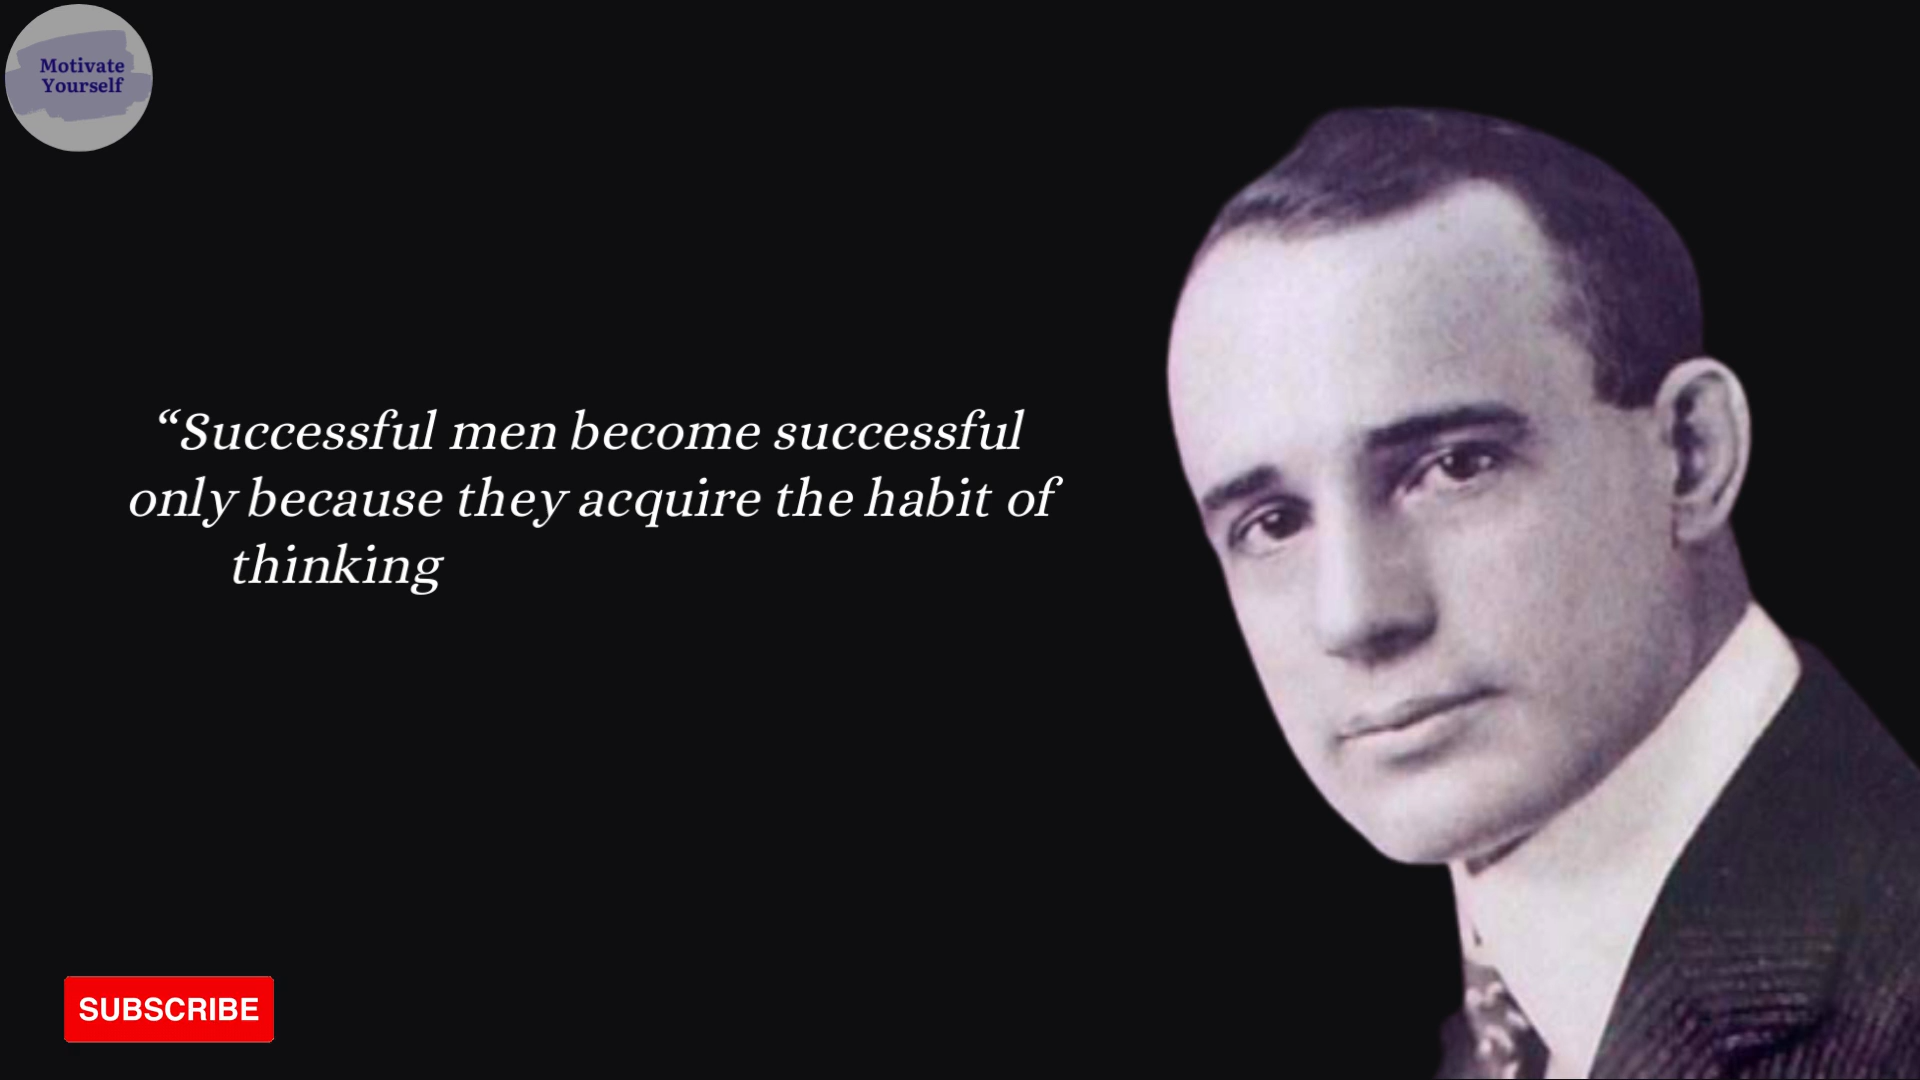 Motivate
Yourself
“Successful men become successful
only because they acquire the habit of
thinking
SUBSCRIBE